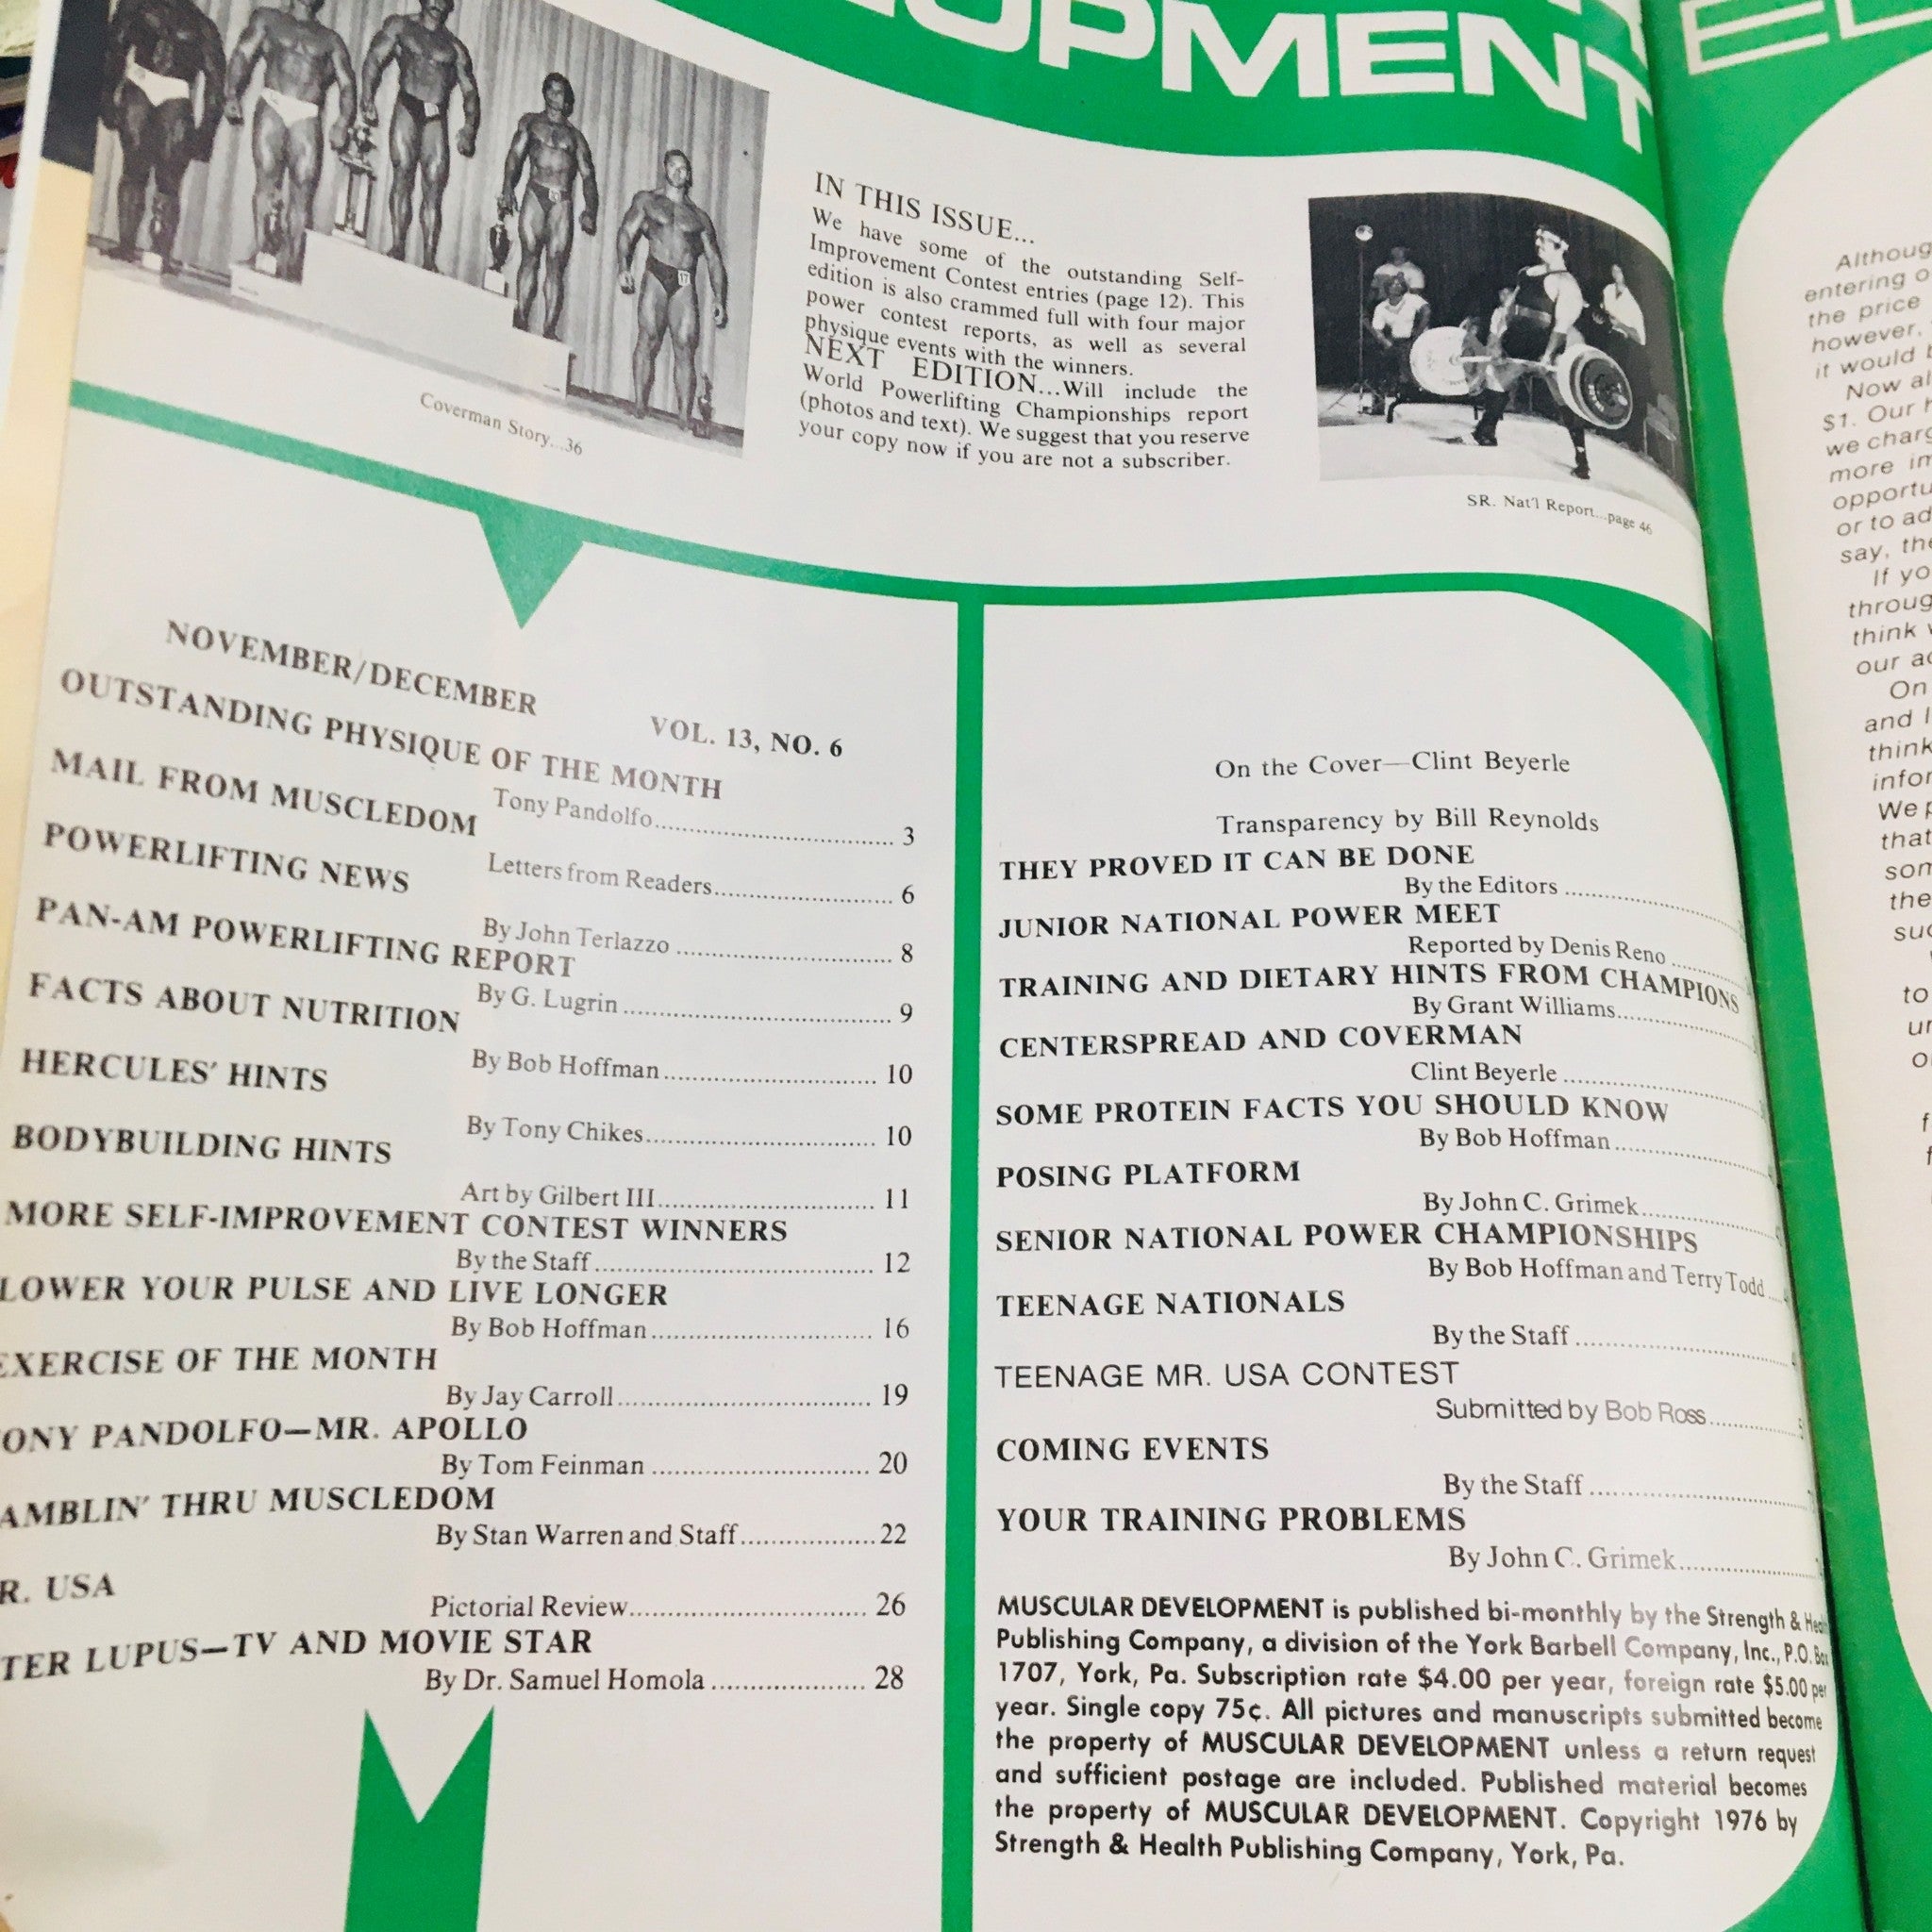 OPMENT
IN THIS ISSUE...
We have some of the outstanding Self-
Improvement Contest entries (page 12). This
edition is also crammed full with four major
power contest reports, as well as several
physique events with the winners.
NEXT EDITION...Will include the
World Powerlifting Championships report
(photos and text). We suggest that you reserve
your copy now if you are not a subscriber.
Coverman Story...36
SR. Nat'l Report...page 46
NOVEMBER/DECEMBER
VOL. 13, NO. 6
OUTSTANDING PHYSIQUE OF THE MONTH
Tony Pandolfo 3
MAIL FROM MUSCLEDOM
Letters from Readers 6
POWERLIFTING NEWS
By John Terlazzo 8
PAN-AM POWERLIFTING REPORT
By G. Lugrin 9
FACTS ABOUT NUTRITION
By Bob Hoffman 10
HERCULES' HINTS
By Tony Chikes 10
BODYBUILDING HINTS
Art by Gilbert III 11
MORE SELF-IMPROVEMENT CONTEST WINNERS
By the Staff 12
LOWER YOUR PULSE AND LIVE LONGER
By Bob Hoffman 16
EXERCISE OF THE MONTH
By Jay Carroll 19
ONY PANDOLFO—MR. APOLLO
By Tom Feinman 20
AMBLIN' THRU MUSCLEDOM
By Stan Warren and Staff 22
R. USA
Pictorial Review 26
TER LUPUS—TV AND MOVIE STAR
By Dr. Samuel Homola 28
On the Cover—Clint Beyerle
Transparency by Bill Reynolds
THEY PROVED IT CAN BE DONE
By the Editors
JUNIOR NATIONAL POWER MEET
Reported by Denis Reno
TRAINING AND DIETARY HINTS FROM CHAMPIONS
By Grant Williams
CENTERSPREAD AND COVERMAN
Clint Beyerle
SOME PROTEIN FACTS YOU SHOULD KNOW
By Bob Hoffman
POSING PLATFORM
By John C. Grimek
SENIOR NATIONAL POWER CHAMPIONSHIPS
By Bob Hoffman and Terry Todd
TEENAGE NATIONALS
By the Staff
TEENAGE MR. USA CONTEST
Submitted by Bob Ross
COMING EVENTS
By the Staff
YOUR TRAINING PROBLEMS
By John C. Grimek
MUSCULAR DEVELOPMENT is published bi-monthly by the Strength &
Publishing Company, a division of the York Barbell Company, Inc., P.O. Box
1707, York, Pa. Subscription rate $4.00 per year, foreign rate $5.00 per
year. Single copy 75¢. All pictures and manuscripts submitted become
the property of MUSCULAR DEVELOPMENT unless a return request
and sufficient postage are included. Published material becomes
the property of MUSCULAR DEVELOPMENT. Copyright 1976 by
Strength & Health Publishing Company, York, Pa.
Althoug
entering o
the price
however,
it would
Now al
$1. Our
we charg
more im
opportu
or to ad
say, the
If yo
throug
think
our ad
On
and
think
infor
We
that
som
the
suc
to